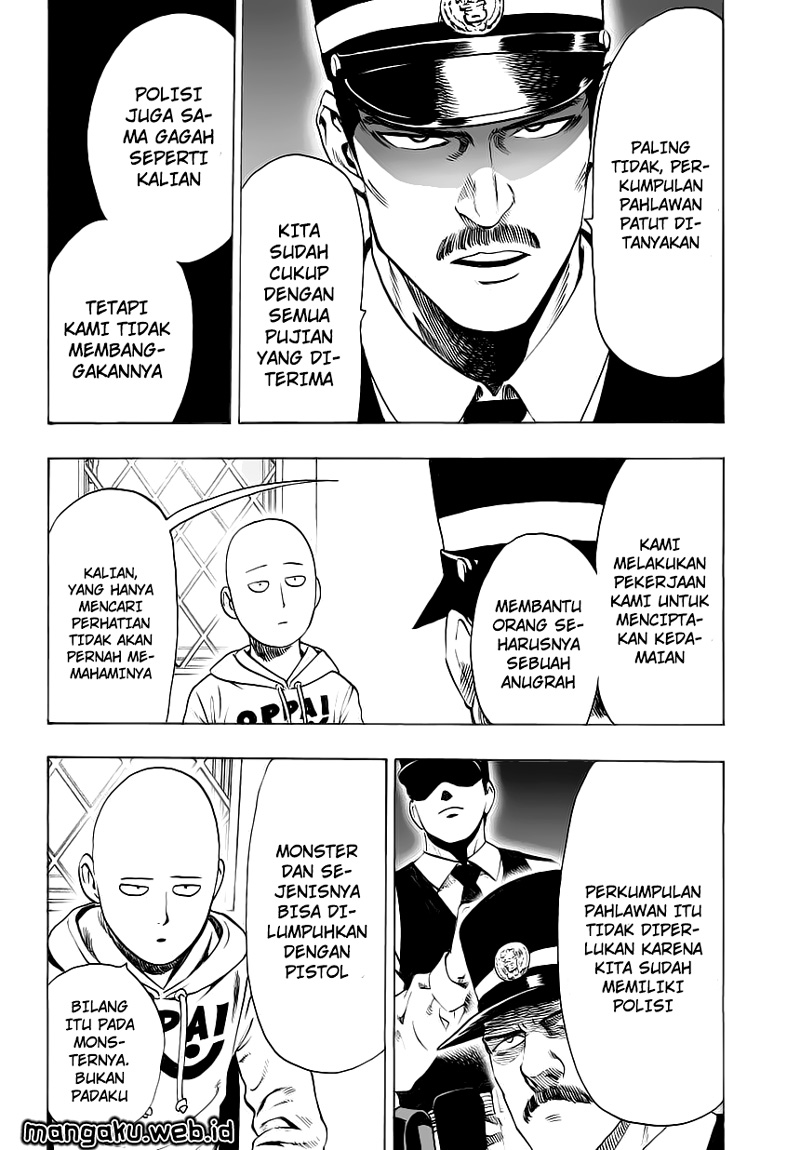 PALING
TIDAK, PER-
KUMPULAN
PAHLAWAN
PATUT DI-
TANYAKAN
KITA
SUDAH
CUKUP
DENGAN
SEMUA
PUJIAN
YANG DI-
TERIMA
POLISI
JUGA SA-
MA GAGAH
SEPERTI
KALIAN
TETAPI
KAMI TIDAK
MEMBANG-
GAKANNYA
KAMI
MELAKUKAN
PEKERJAAN
KAMI UNTUK
MENCIPTA-
KAN KEDA-
MAIAN
MEMBANTU
ORANG SE-
HARUSNYA
SEBUAH
ANUGRAH
KALIAN,
YANG HANYA
MENCARI
PERHATIAN
TIDAK AKAN
PERNAH ME-
MAHAMINYA
OPPAI
PERKUMPULAN
PAHLAWAN ITU
TIDAK DIPER-
LUKAN KARENA
KITA SUDAH
MEMILIKI
POLISI
MONSTER
DAN SE-
JENISNYA
BISA DI-
LUMPUHKAN
DENGAN
PISTOL
BILANG
ITU PADA
MONS-
TERNYA.
BUKAN
PADAKU
PPAI
mangaku.web.id